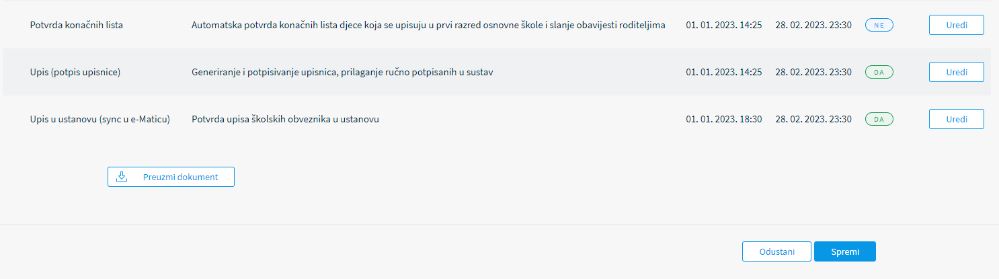 Potvrda konačnih lista Automatska potvrda konačnih lista djece koja se upisuju u prvi razred osnovne škole i slanje obavijesti roditeljima 01. 01. 2023. 14:25 28. 02. 2023. 23:30 NE Uredi
Upis (potpis upisnice) Generiranje i potpisivanje upisnica, prilaganje ručno potpisanih u sustav 01. 01. 2023. 14:25 28. 02. 2023. 23:30 DA Uredi
Upis u ustanovu (sync u e-Maticu) Potvrda upisa školskih obveznika u ustanovu 01. 01. 2023. 18:30 28. 02. 2023. 23:30 DA Uredi
Preuzmi dokument
Odustani Spremi